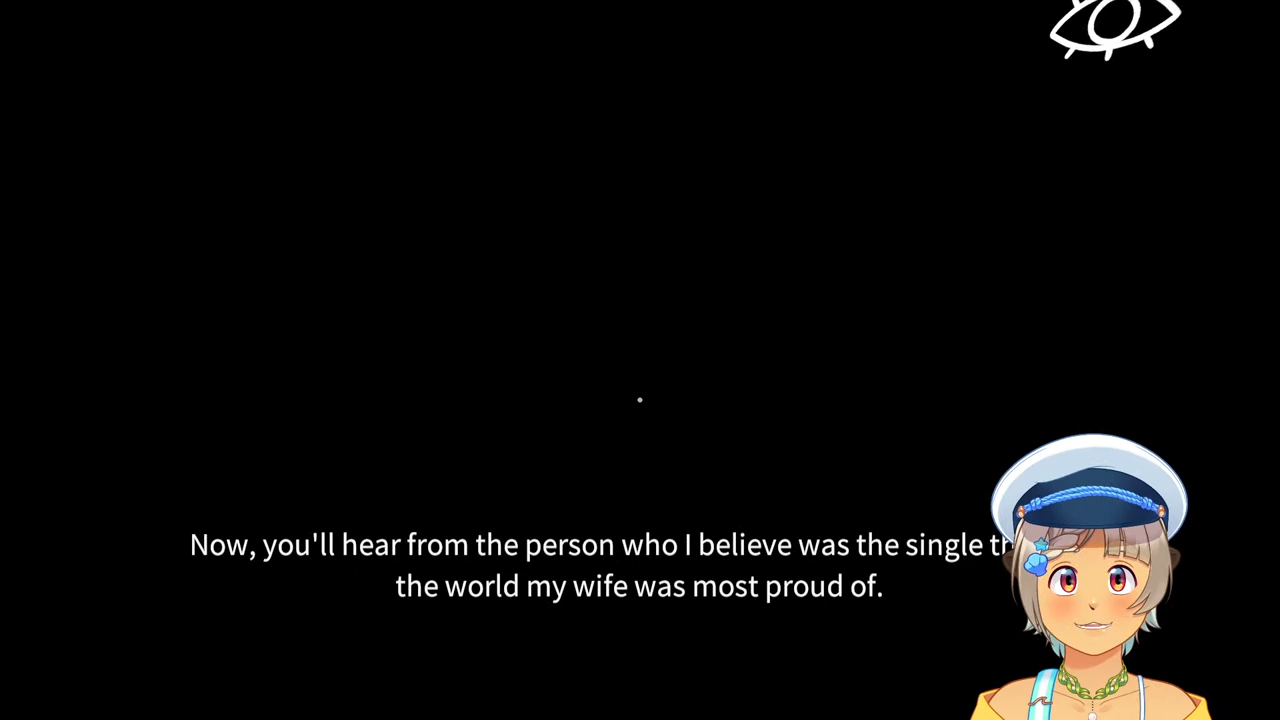 Now, you'll hear from the person who I believe was the single
the world my wife was most proud of.